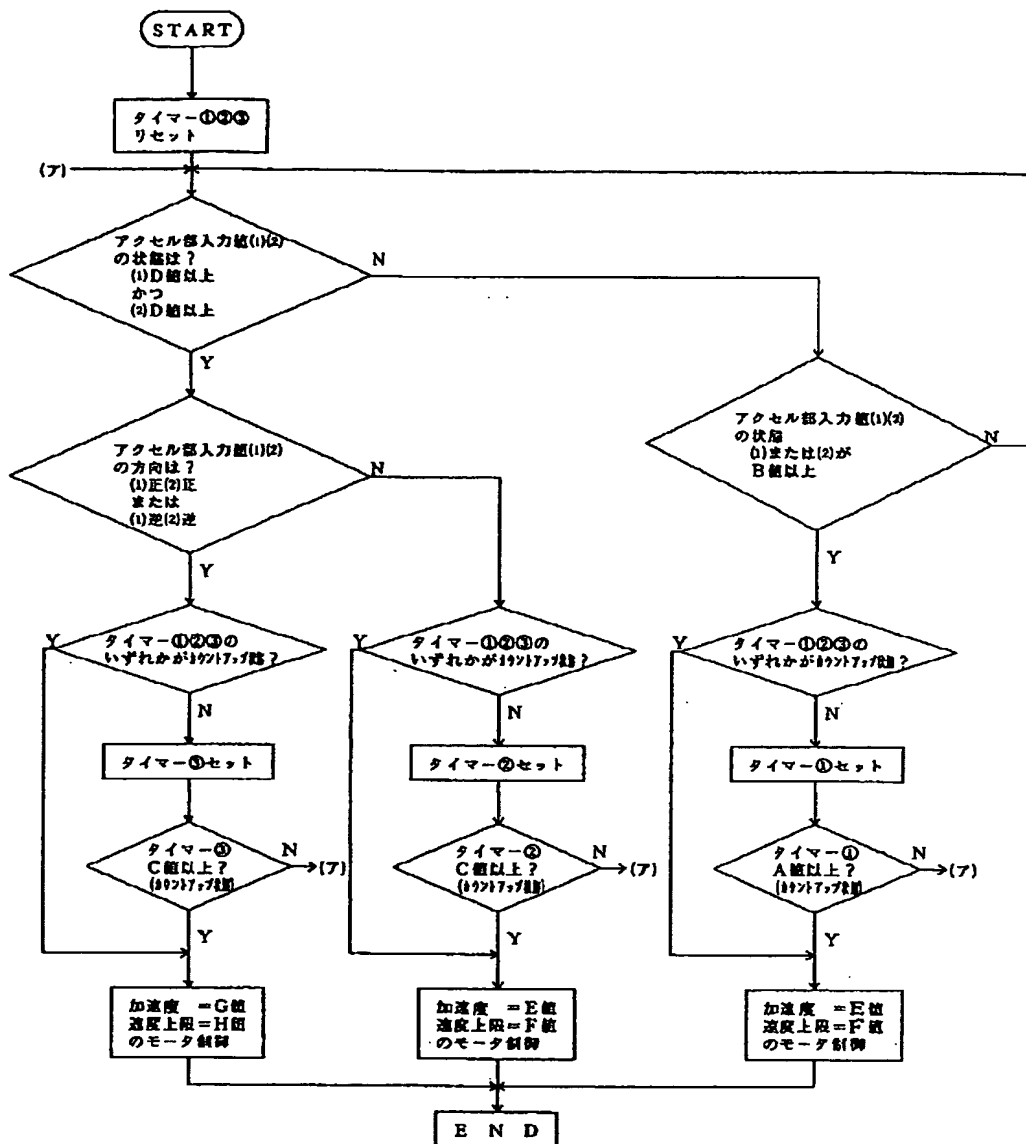 START
タイマー①②③
リセット
(ア)
アクセル部入力値(1)(2)
の状態は？
(1)D値以上
かつ
(2)D値以上
N
Y
アクセル部入力値(1)(2)
の状態
(1)または(2)が
B値以上
N
Y
アクセル部入力値(1)(2)
の方向は？
(1)正(2)正
または
(1)逆(2)逆
N
Y
タイマー①②③の
いずれかがカウントアップ状態？
Y
N
タイマー③セット
タイマー③
C値以上？
(カウントアップ状態)
N
(ア)
Y
加速度 ＝G値
速度上限＝H値
のモータ制御
タイマー①②③の
いずれかがカウントアップ状態？
Y
N
タイマー②セット
タイマー②
C値以上？
(カウントアップ状態)
N
(ア)
Y
加速度 ＝E値
速度上限＝F値
のモータ制御
タイマー①②③の
いずれかがカウントアップ状態？
Y
N
タイマー①セット
タイマー①
A値以上？
(カウントアップ状態)
N
(ア)
Y
加速度 ＝E値
速度上限＝F値
のモータ制御
END